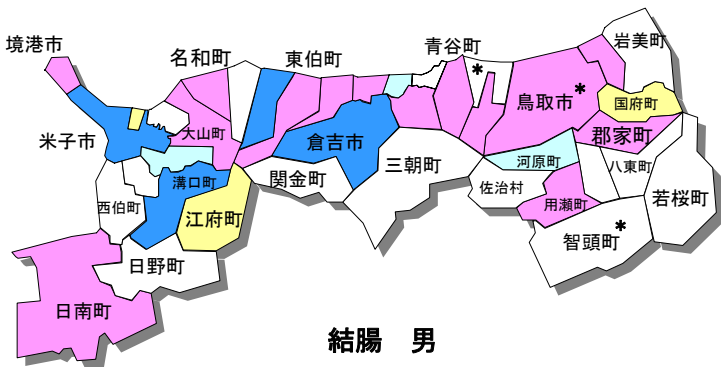 境港市
名和町
東伯町
青谷町
岩美町
*
鳥取市*
国府町
米子市
大山町
倉吉市
三朝町
河原町
郡家町
八東町
溝口町
関金町
佐治村
用瀬町
若桜町
西伯町
江府町
智頭町*
日野町
日南町
結腸　男